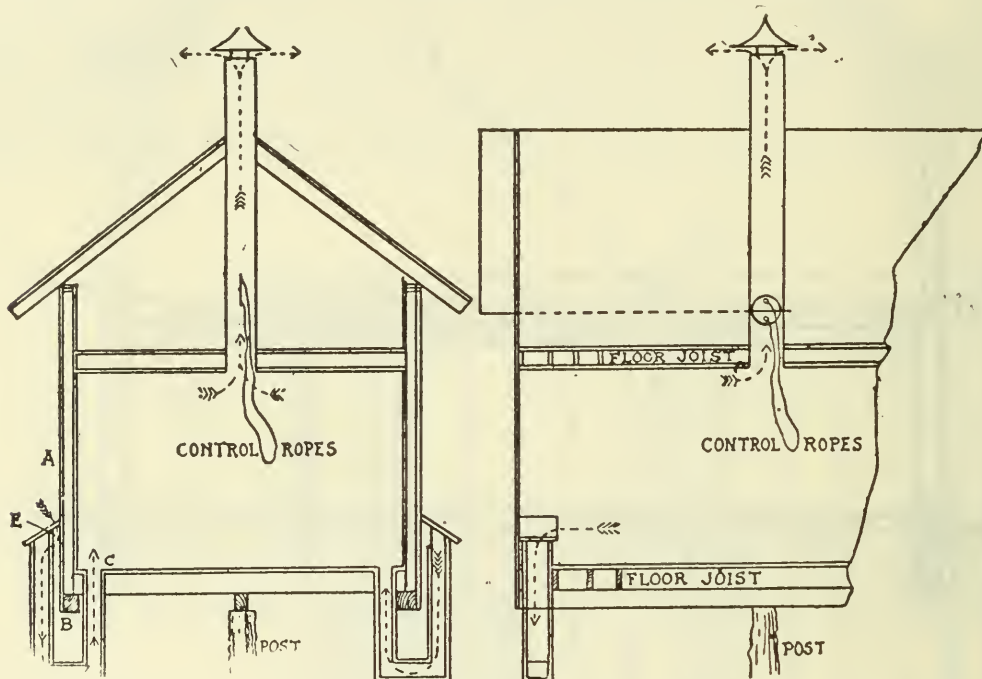 FLOOR JOIST
CONTROL ROPES
CONTROL ROPES
A
E
C
FLOOR JOIST
B
POST
POST